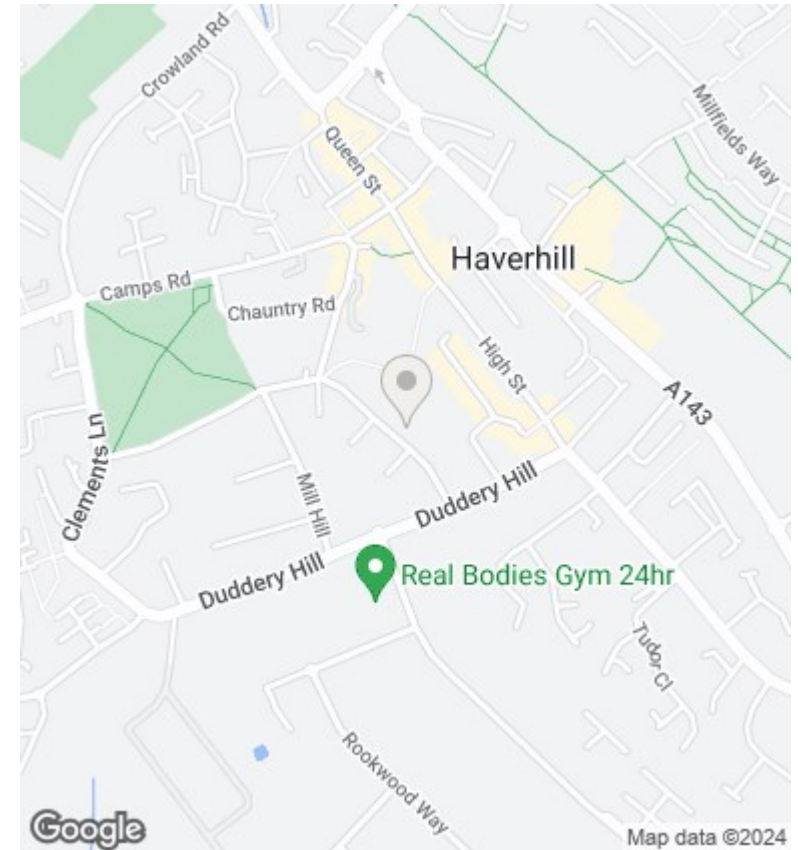 Crowland Rd
Queen St
Millfields Way
Haverhill
Camps Rd
Chauntry Rd
High St
A143
Clements Ln
Mill Hill
Duddery Hill
Duddery Hill
Real Bodies Gym 24hr
Tudor Cl
Rookwood Way
Google
Map data ©2024